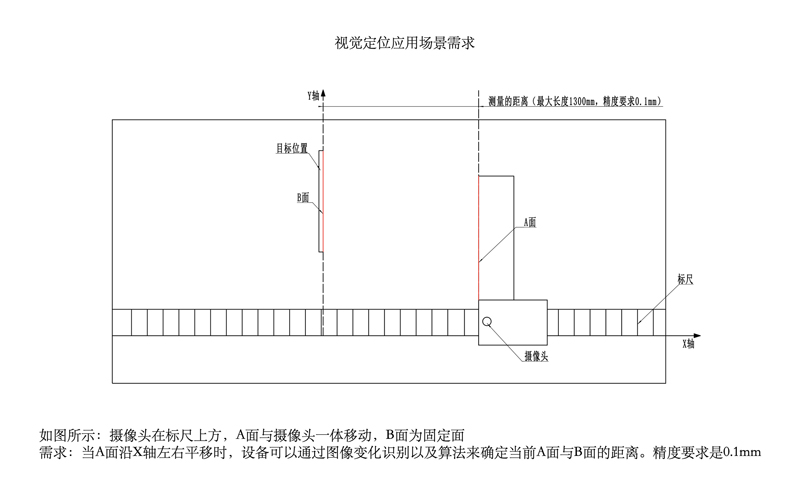 视觉定位应用场景需求
Y轴
测量的距离（最大长度1300mm，精度要求0.1mm）
目标位置
B面
A面
标尺
X轴
摄像头
如图所示：摄像头在标尺上方，A面与摄像头一体移动，B面为固定面
需求：当A面沿X轴左右平移时，设备可以通过图像变化识别以及算法来确定当前A面与B面的距离。精度要求是0.1mm